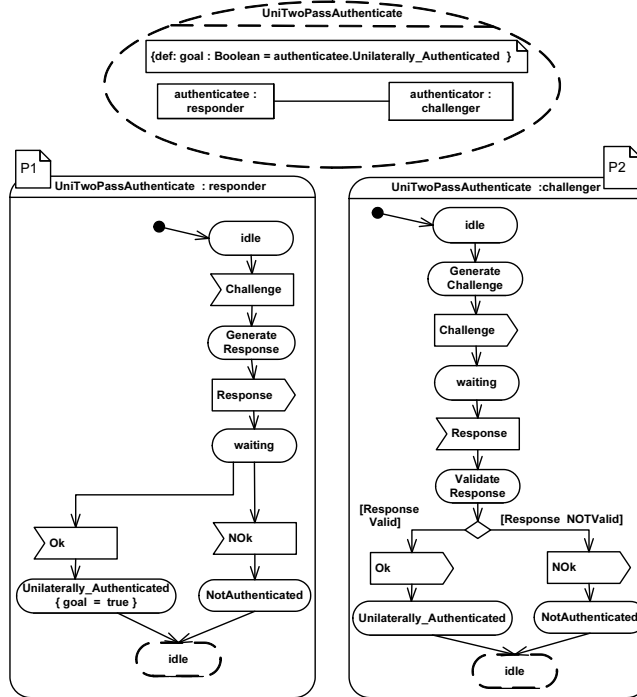 UniTwoPassAuthenticate
{def: goal : Boolean = authenticatee.Unilaterally_Authenticated }
authenticatee :
responder
authenticator :
challenger
P1
UniTwoPassAuthenticate : responder
idle
Challenge
Generate
Response
Response
waiting
Ok
NOk
Unilaterally_Authenticated
{ goal = true }
NotAuthenticated
idle
P2
UniTwoPassAuthenticate :challenger
idle
Generate
Challenge
Challenge
waiting
Response
Validate
Response
[Response
Valid]
[Response NOTValid]
Ok
NOk
Unilaterally_Authenticated
NotAuthenticated
idle